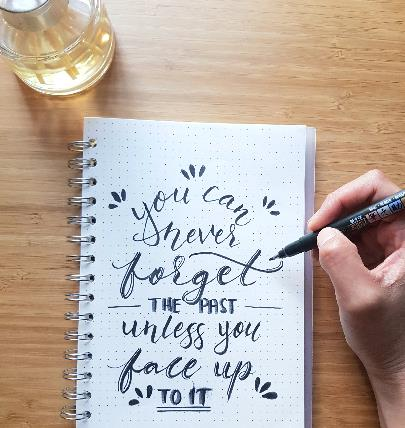 you can
never
forget
THE PAST
unless you
face up
TO IT